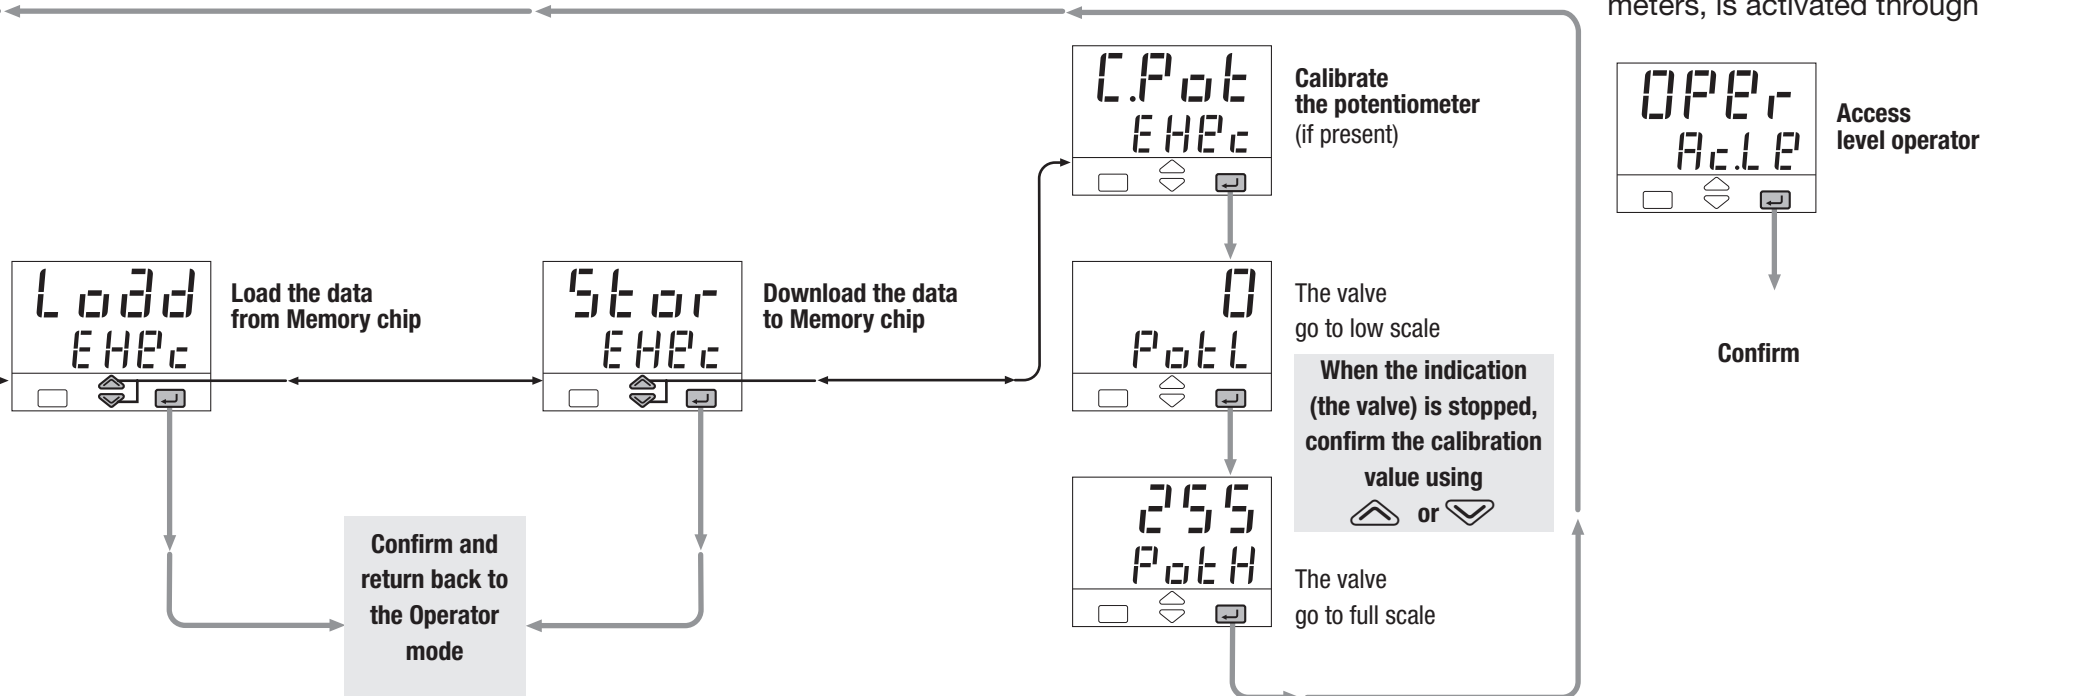 meters, is activated through
C.Pot
EHEc
Calibrate
the potentiometer
(if present)
OPEr
Ac.LE
Access
level operator
Load
EHEc
Load the data
from Memory chip
Stor
EHEc
Download the data
to Memory chip
0
PotL
The valve
go to low scale
When the indication
(the valve) is stopped,
confirm the calibration
value using
or
Confirm
255
PotH
The valve
go to full scale
Confirm and
return back to
the Operator
mode